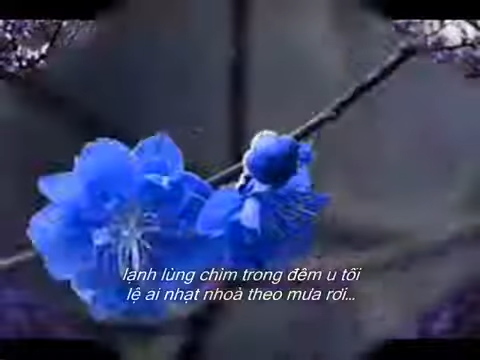 lạnh lùng chìm trong đêm u tối
lệ ai nhạt nhoà theo mưa rơi...